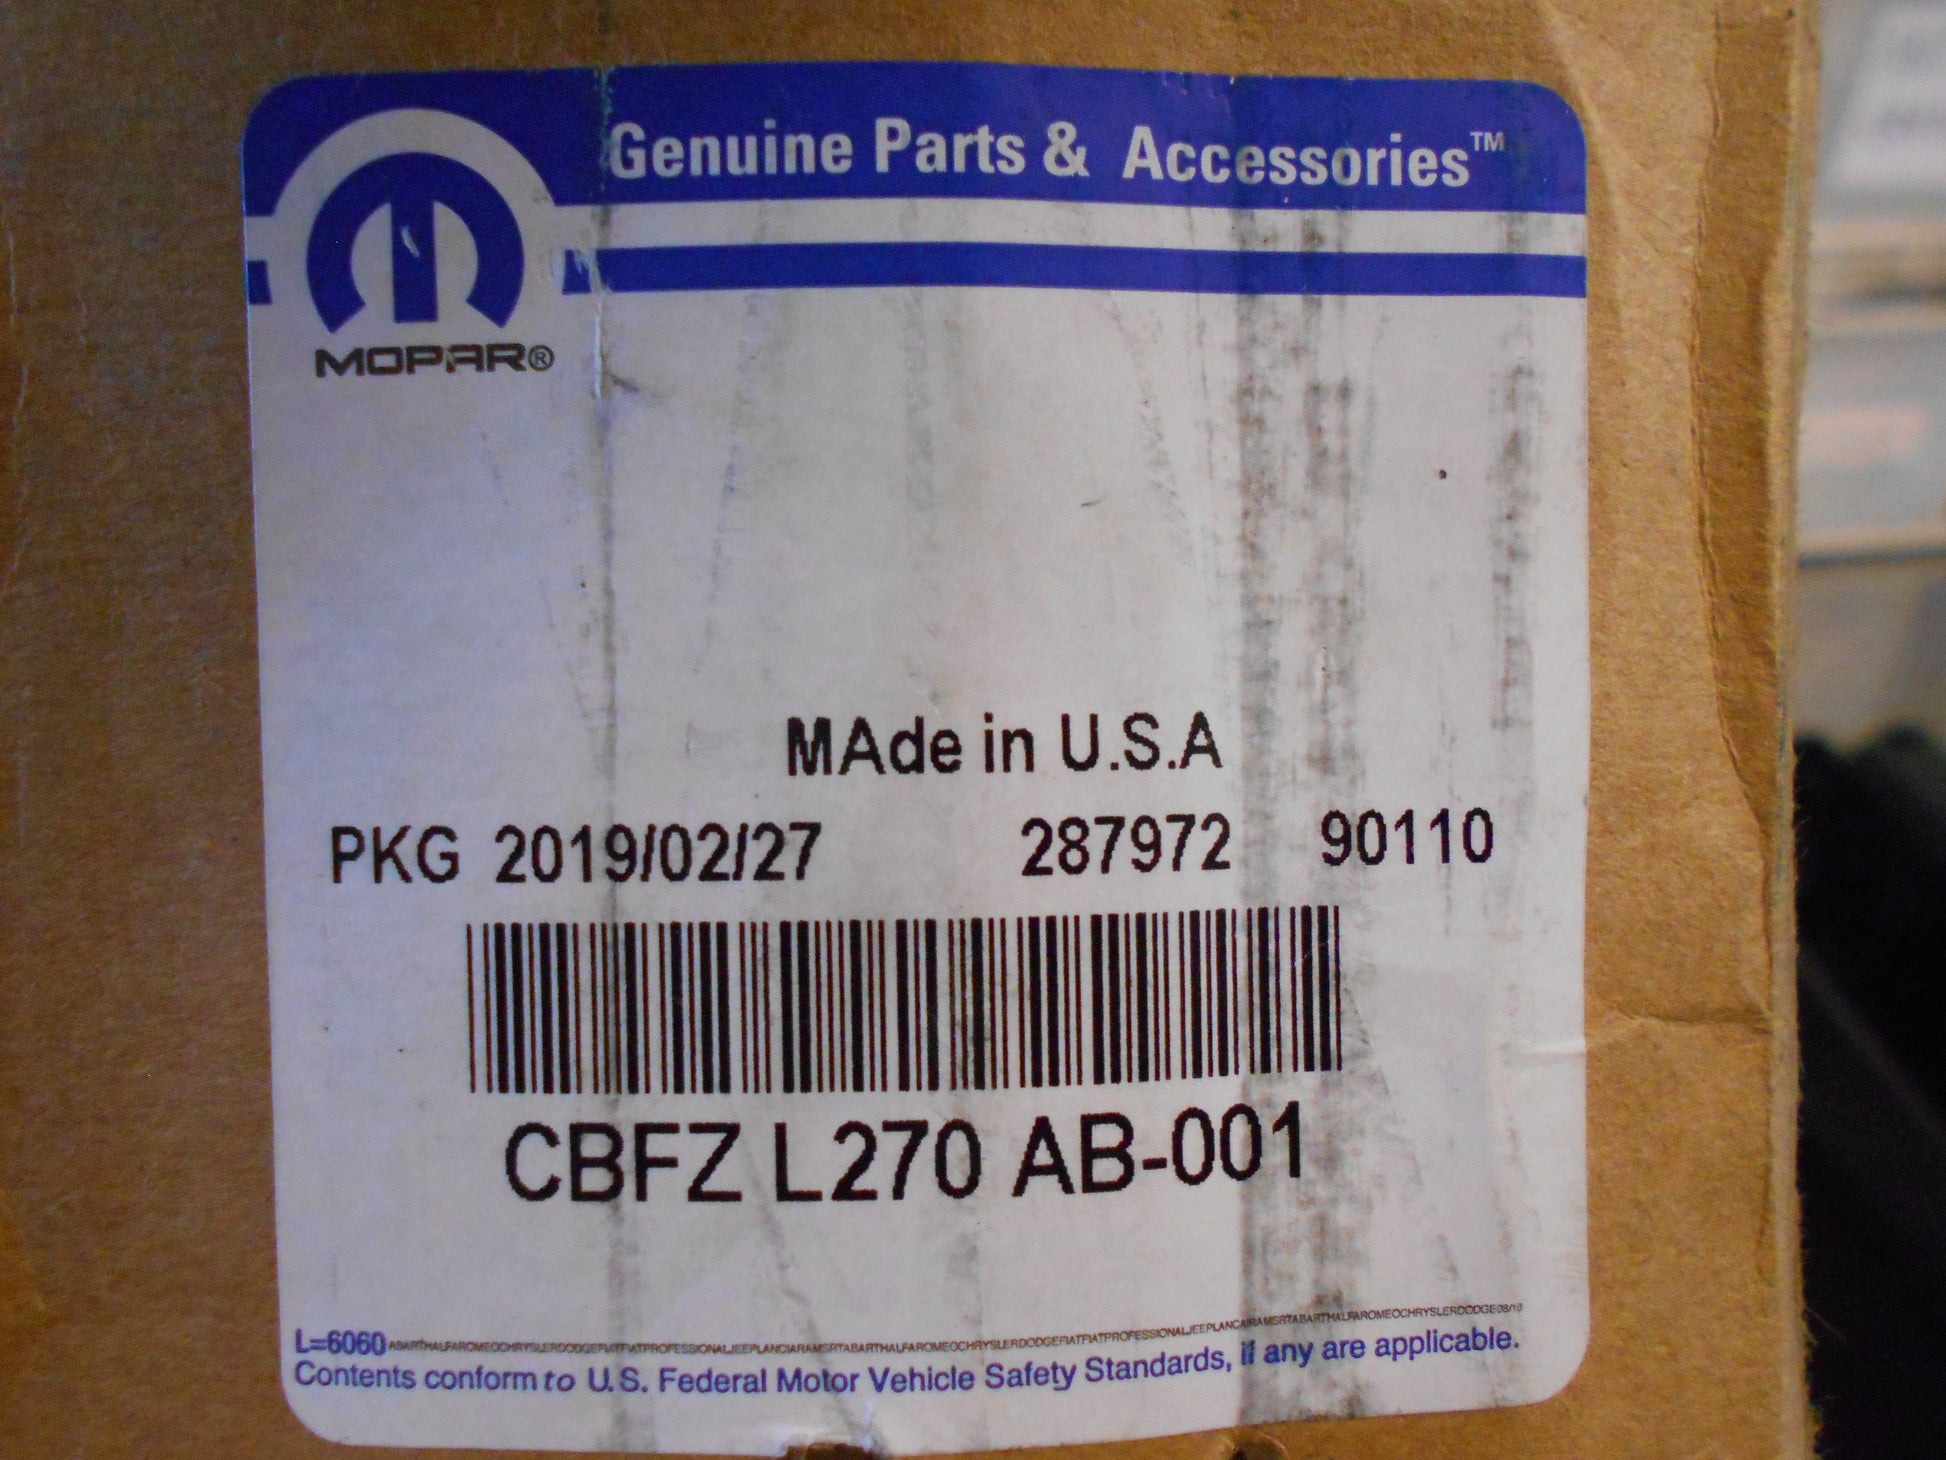 Genuine Parts & Accessories™
MOPAR®
MAde in U.S.A
PKG 2019/02/27 287972 90110
CBFZ L270 AB-001
L=6060 ABARTHALFAROMEOCHRYSLERDODGEFIATFIATPROFESSIONALJEEPLANCIARAMSRTABARTHALFAROMEOCHRYSLERDODGEFIATFIATPROFESSIONALJEEPLANCIARAMSRTABARTHALFAROMEOCHRYSLERDODGE
Contents conform to U.S. Federal Motor Vehicle Safety Standards, if any are applicable.